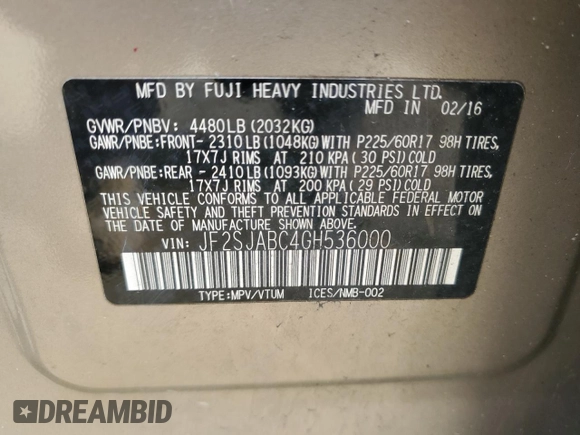 MFD BY FUJI HEAVY INDUSTRIES LTD.
MFD IN 02/16
GVWR/PNBV: 4480LB (2032KG)
GAWR/PNBE:FRONT- 2310LB (1048KG) WITH P225/60R17 98H TIRES,
17X7J RIMS AT 210 KPA ( 30 PSI) COLD
GAWR/PNBE:REAR - 2410LB (1093KG) WITH P225/60R17 98H TIRES,
17X7J RIMS AT 200 KPA ( 29 PSI) COLD
THIS VEHICLE CONFORMS TO ALL APPLICABLE FEDERAL MOTOR
VEHICLE SAFETY AND THEFT PREVENTION STANDARDS IN EFFECT
ON THE DATE OF MANUFACTURE SHOWN ABOVE.
VIN: JF2SJABC4GH536000
TYPE:MPV/VTUM ICES/NMB-002
DREAMBID